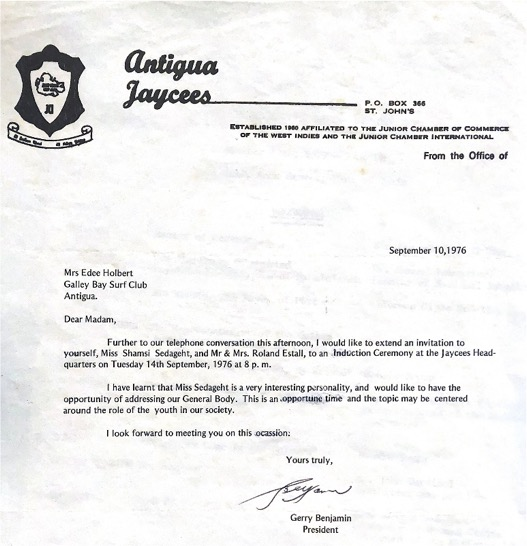 JCI
Antigua
Jaycees
P.O. BOX 366
ST. JOHN'S
ESTABLISHED 1960 AFFILIATED TO THE JUNIOR CHAMBER OF COMMERCE
OF THE WEST INDIES AND THE JUNIOR CHAMBER INTERNATIONAL
From the Office of
September 10,1976
Mrs Edee Holbert
Galley Bay Surf Club
Antigua.
Dear Madam,
Further to our telephone conversation this afternoon, I would like to extend an invitation to
yourself, Miss Shamsi Sedageht, and Mr & Mrs. Roland Estall, to an Induction Ceremony at the Jaycees Head-
quarters on Tuesday 14th September, 1976 at 8 p. m.
I have learnt that Miss Sedageht is a very interesting personality, and would like to have the
opportunity of addressing our General Body. This is an opportune time and the topic may be centered
around the role of the youth in our society.
I look forward to meeting you on this ocassion:
Yours truly,
Gerry Benjamin
President